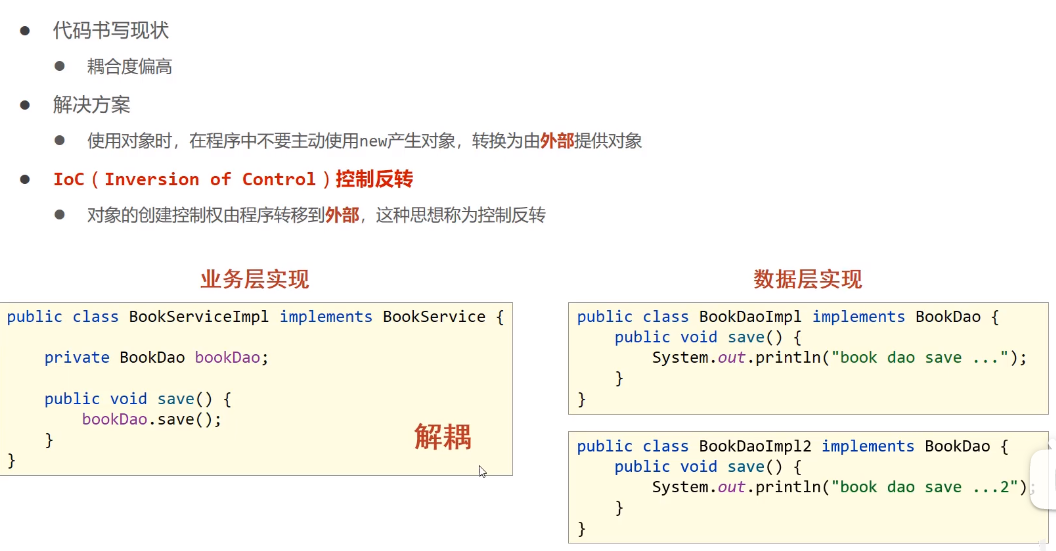 代码书写现状
耦合度偏高
解决方案
使用对象时，在程序中不要主动使用new产生对象，转换为由外部提供对象
IoC（Inversion of Control）控制反转
对象的创建控制权由程序转移到外部，这种思想称为控制反转
业务层实现
public class BookServiceImpl implements BookService {
private BookDao bookDao;
public void save() {
bookDao.save();
}
}
解耦
数据层实现
public class BookDaoImpl implements BookDao {
public void save() {
System.out.println("book dao save ...");
}
}
public class BookDaoImpl2 implements BookDao {
public void save() {
System.out.println("book dao save ...2");
}
}